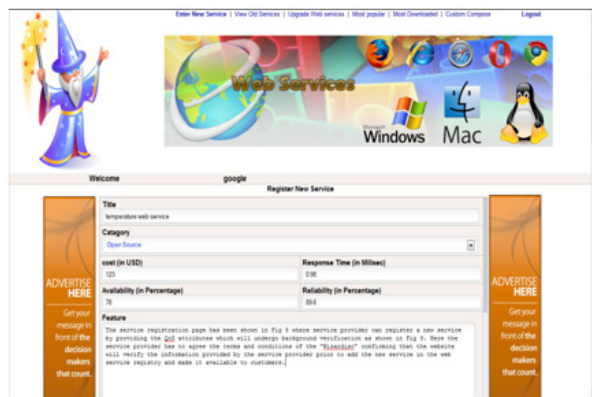 Enter New Service | View Old Services | Upgrade Web services | Most popular | Most Downloaded | Custom Compose Logout
Web Services
Microsoft
Windows
Mac
Welcome google
Register New Service
Title
temperature web service
Catagory
Open Source
cost (in USD) Response Time (in Millisec)
123 0.98
Availability (in Percentage) Reliability (in Percentage)
78 89.6
Feature
The service registration page has been shown in Fig 8 where service provider can register a new service
by providing the QoS attributes which will undergo background verification as shown in Fig 9. Here the
service provider has to agree the terms and conditions of the "Wizardisc" confirming that the website
will verify the information provided by the service provider prior to add the new service in the web
service registry and make it available to customers.
ADVERTISE
HERE
Get your
message in
front of the
decision
makers
that count.
ADVERTISE
HERE
Get your
message in
front of the
decision
makers
that count.